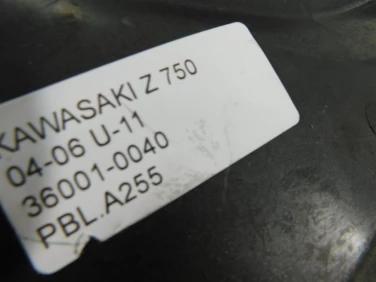 KAWASAKI Z 750
04-06 U-11
36001-0040
PBL.A255